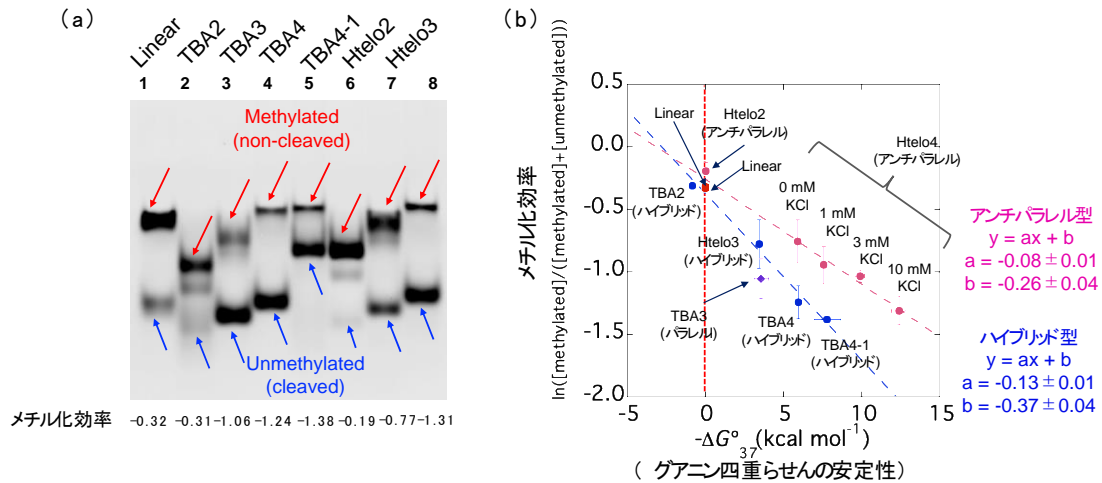 (a)
Linear
TBA2
TBA3
TBA4
TBA4-1
Htelo2
Htelo3
1 2 3 4 5 6 7 8
Methylated
(non-cleaved)
Unmethylated
(cleaved)
メチル化効率 -0.32 -0.31 -1.06 -1.24 -1.38 -0.19 -0.77 -1.31
(b)
メチル化効率
ln([methylated]/([methylated]+[unmethylated]))
0.5
0.0
-0.5
-1.0
-1.5
-2.0
-5 0 5 10 15
Linear
Htelo2
(アンチパラレル)
Linear
TBA2
(ハイブリッド)
Htelo4
(アンチパラレル)
0 mM
KCl
1 mM
KCl
3 mM
KCl
10 mM
KCl
Htelo3
(ハイブリッド)
TBA3
(パラレル)
TBA4
(ハイブリッド)
TBA4-1
(ハイブリッド)
-ΔG°37 (kcal mol-1)
( グアニン四重らせんの安定性)
アンチパラレル型
y = ax + b
a = -0.08±0.01
b = -0.26±0.04
ハイブリッド型
y = ax + b
a = -0.13±0.01
b = -0.37±0.04